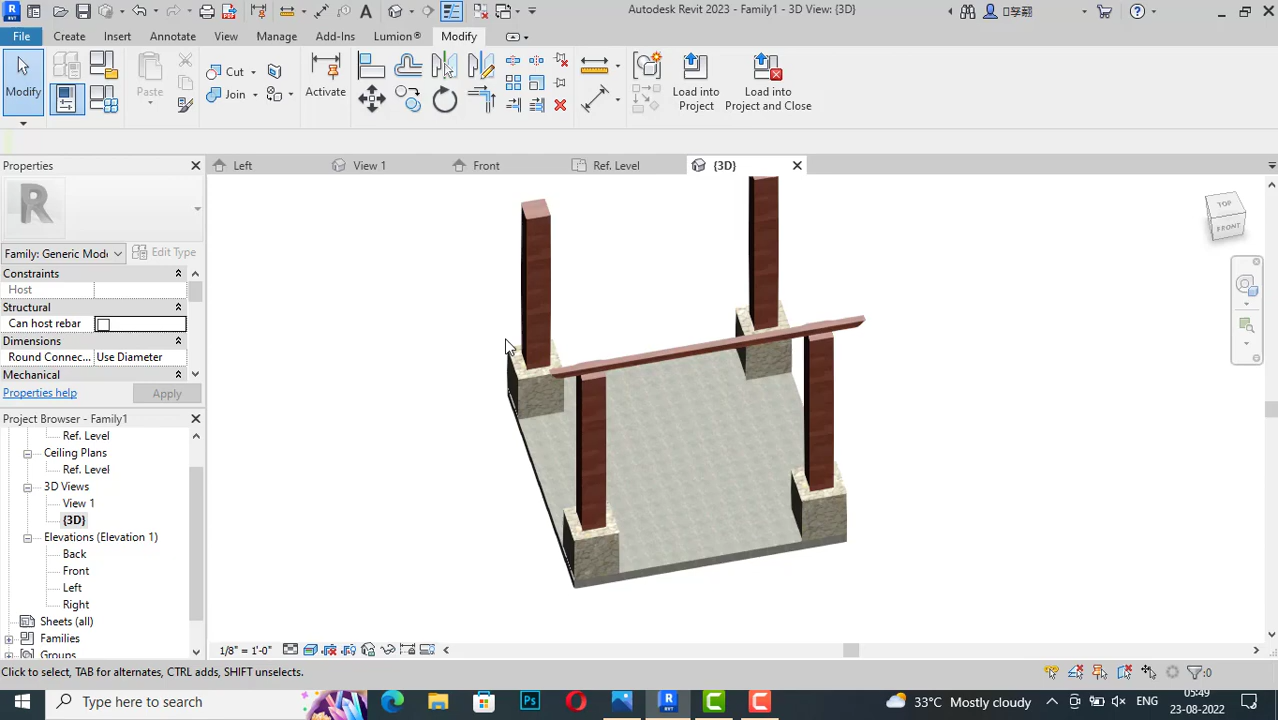 Autodesk Revit 2023 - Family1 - 3D View: {3D}
File
Create
Insert
Annotate
View
Manage
Add-Ins
Lumion®
Modify
Modify
Paste
Cut
Join
Activate
Load into
Project
Load into
Project and Close
Properties
Left
View 1
Front
Ref. Level
{3D}
R
Family: Generic Mode
Edit Type
Constraints
Host
Structural
Can host rebar
Dimensions
Round Connec...
Use Diameter
Mechanical
Properties help
Apply
Project Browser - Family1
Ref. Level
Ceiling Plans
Ref. Level
3D Views
View 1
{3D}
Elevations (Elevation 1)
Back
Front
Left
Right
Sheets (all)
Families
Groups
TOP
FRONT
1/8" = 1'-0"
Click to select, TAB for alternates, CTRL adds, SHIFT unselects.
:0
Type here to search
33°C Mostly cloudy
ENG
05:49
23-08-2022